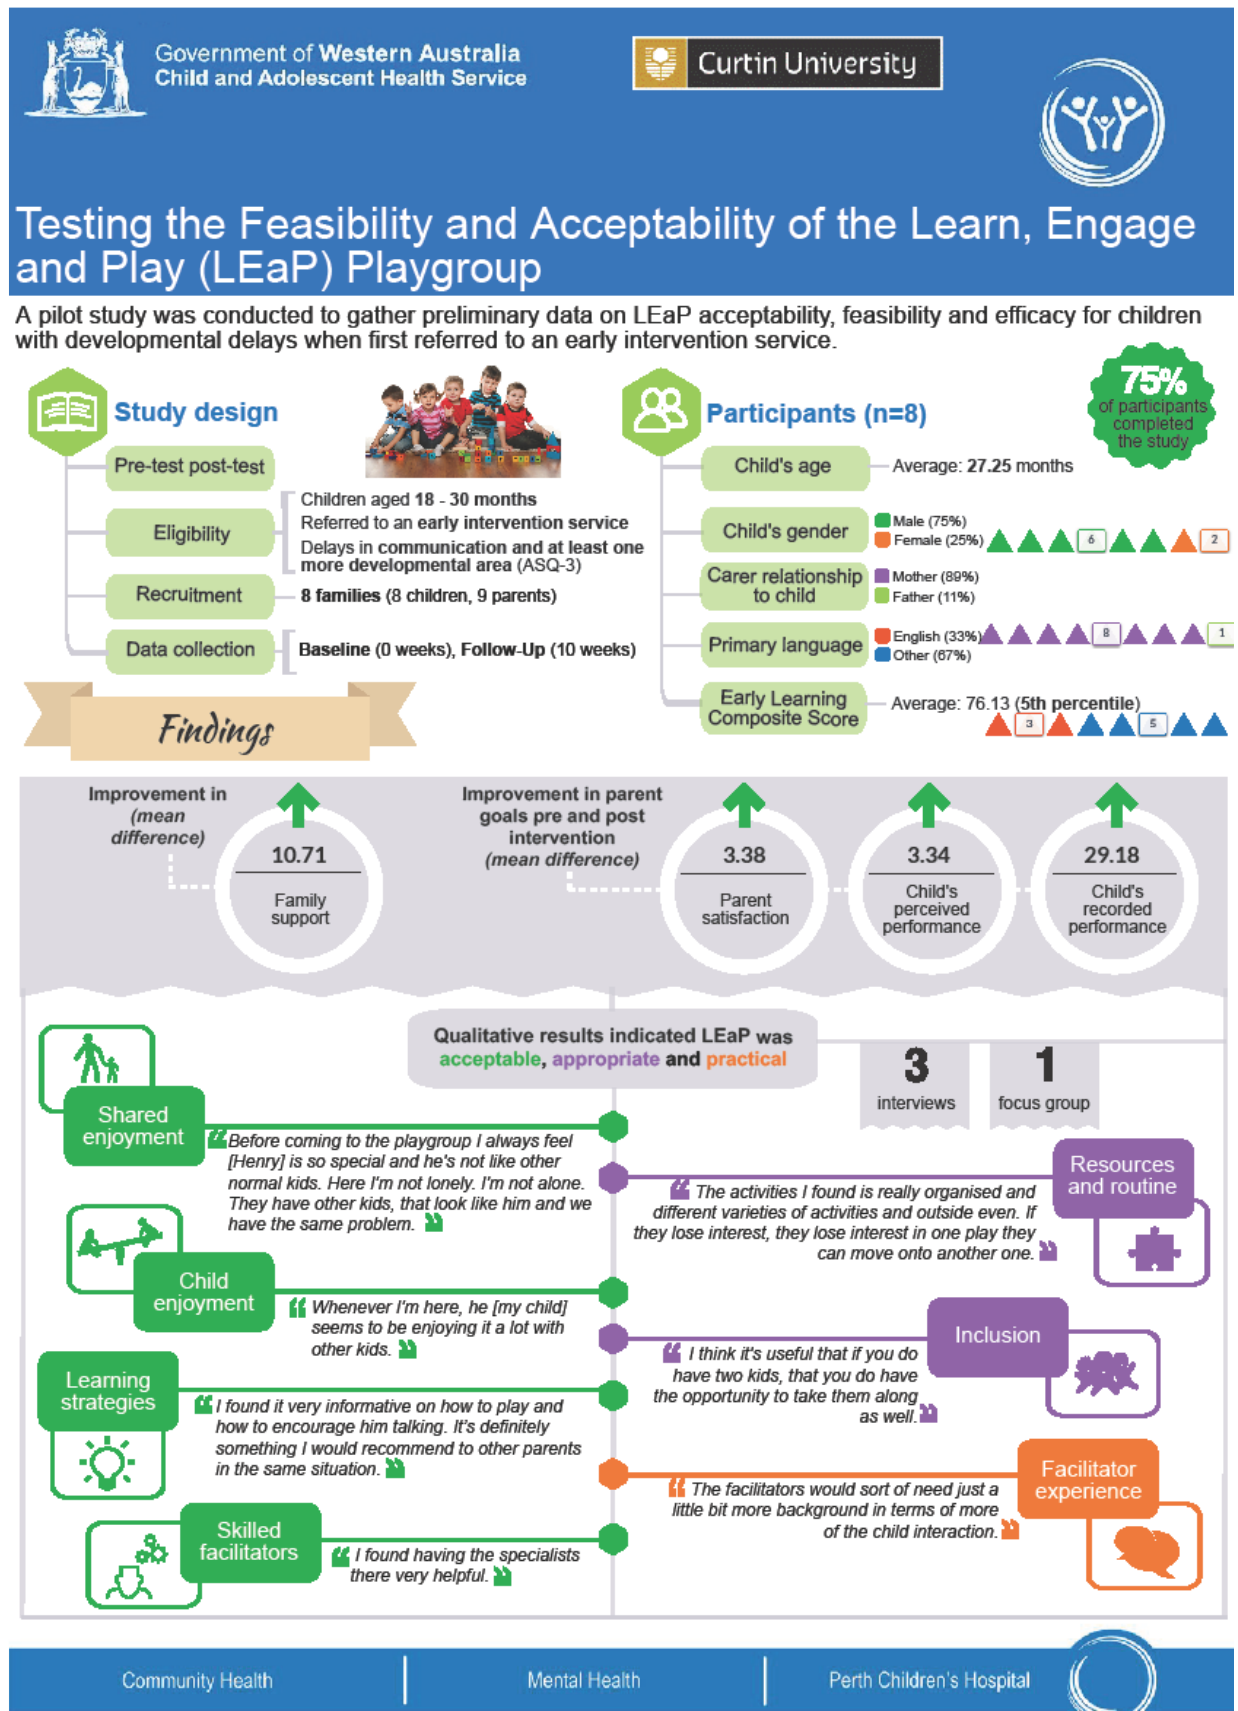 Government of Western Australia
Child and Adolescent Health Service
Curtin University
Testing the Feasibility and Acceptability of the Learn, Engage
and Play (LEaP) Playgroup
A pilot study was conducted to gather preliminary data on LEaP acceptability, feasibility and efficacy for children
with developmental delays when first referred to an early intervention service.
Study design
Pre-test post-test
Eligibility
Children aged 18 - 30 months
Referred to an early intervention service
Delays in communication and at least one
more developmental area (ASQ-3)
Recruitment
8 families (8 children, 9 parents)
Data collection
Baseline (0 weeks), Follow-Up (10 weeks)
Participants (n=8)
75%
of participants
completed
the study
Child's age
Average: 27.25 months
Child's gender
Male (75%)
Female (25%)
6
2
Carer relationship
to child
Mother (89%)
Father (11%)
8
1
Primary language
English (33%)
Other (67%)
Early Learning
Composite Score
Average: 76.13 (5th percentile)
3
5
Findings
Improvement in
(mean
difference)
10.71
Family
support
Improvement in parent
goals pre and post
intervention
(mean difference)
3.38
Parent
satisfaction
3.34
Child's
perceived
performance
29.18
Child's
recorded
performance
Qualitative results indicated LEaP was
acceptable, appropriate and practical
3
interviews
1
focus group
Shared
enjoyment
“Before coming to the playgroup I always feel
[Henry] is so special and he's not like other
normal kids. Here I'm not lonely. I'm not alone.
They have other kids, that look like him and we
have the same problem. ”
Child
enjoyment
“ Whenever I'm here, he [my child]
seems to be enjoying it a lot with
other kids. ”
Learning
strategies
“ I found it very informative on how to play and
how to encourage him talking. It's definitely
something I would recommend to other parents
in the same situation. ”
Skilled
facilitators
“ I found having the specialists
there very helpful. ”
Resources
and routine
“ The activities I found is really organised and
different varieties of activities and outside even. If
they lose interest, they lose interest in one play they
can move onto another one. ”
Inclusion
“ I think it's useful that if you do
have two kids, that you do have
the opportunity to take them along
as well. ”
Facilitator
experience
“ The facilitators would sort of need just a
little bit more background in terms of more
of the child interaction. ”
Community Health
Mental Health
Perth Children's Hospital